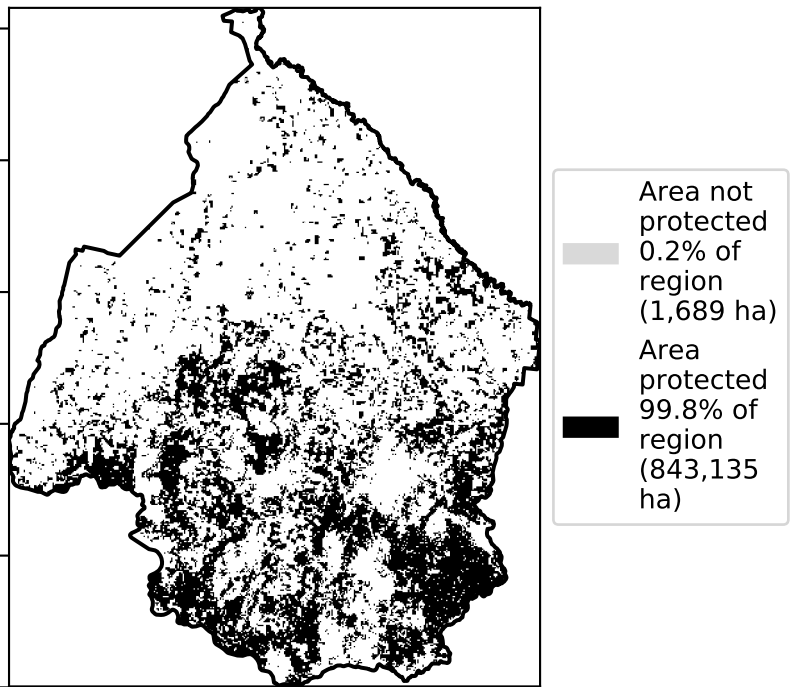 Area not
protected
0.2% of
region
(1,689 ha)
Area
protected
99.8% of
region
(843,135
ha)